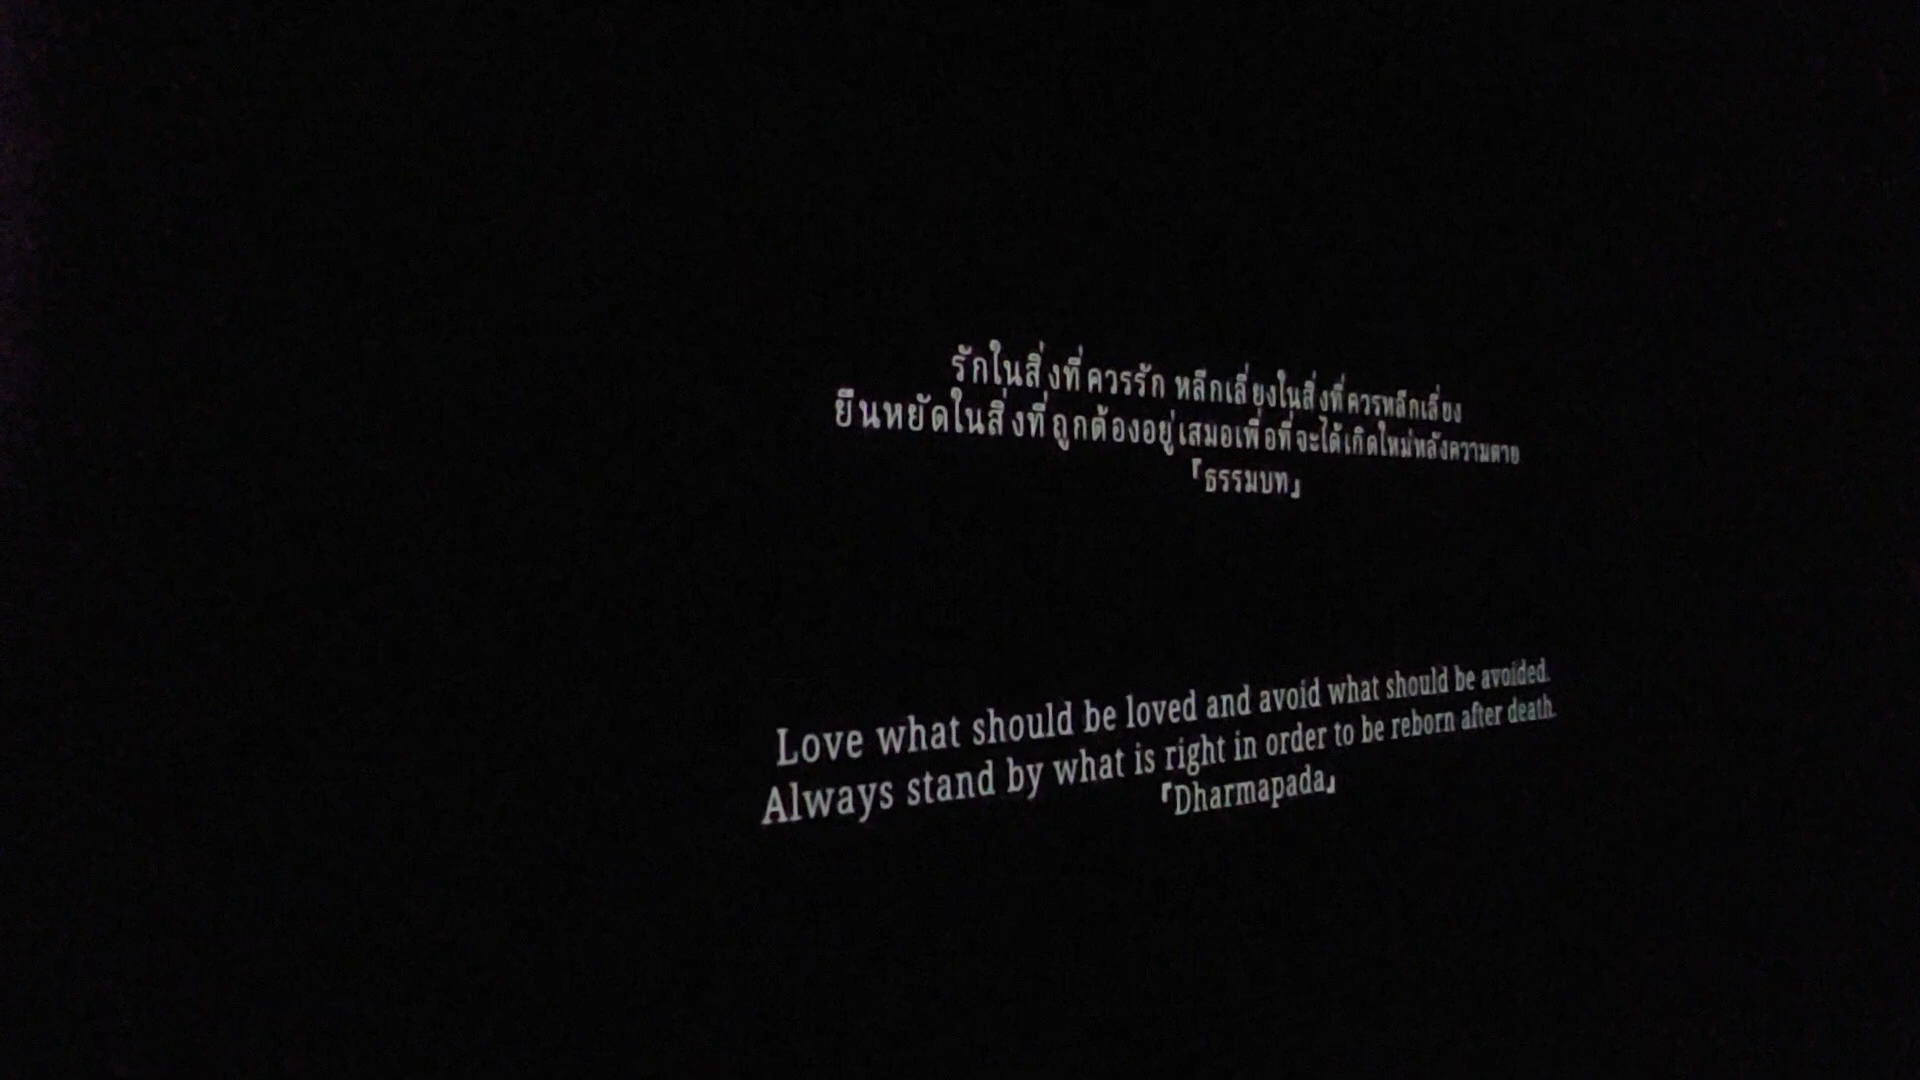 รักในสิ่งที่ควรรัก หลีกเลี่ยงในสิ่งที่ควรหลีกเลี่ยง
ยืนหยัดในสิ่งที่ถูกต้องอยู่เสมอเพื่อที่จะได้เกิดใหม่หลังความตาย
「ธรรมบท」
Love what should be loved and avoid what should be avoided.
Always stand by what is right in order to be reborn after death.
「Dharmapada」